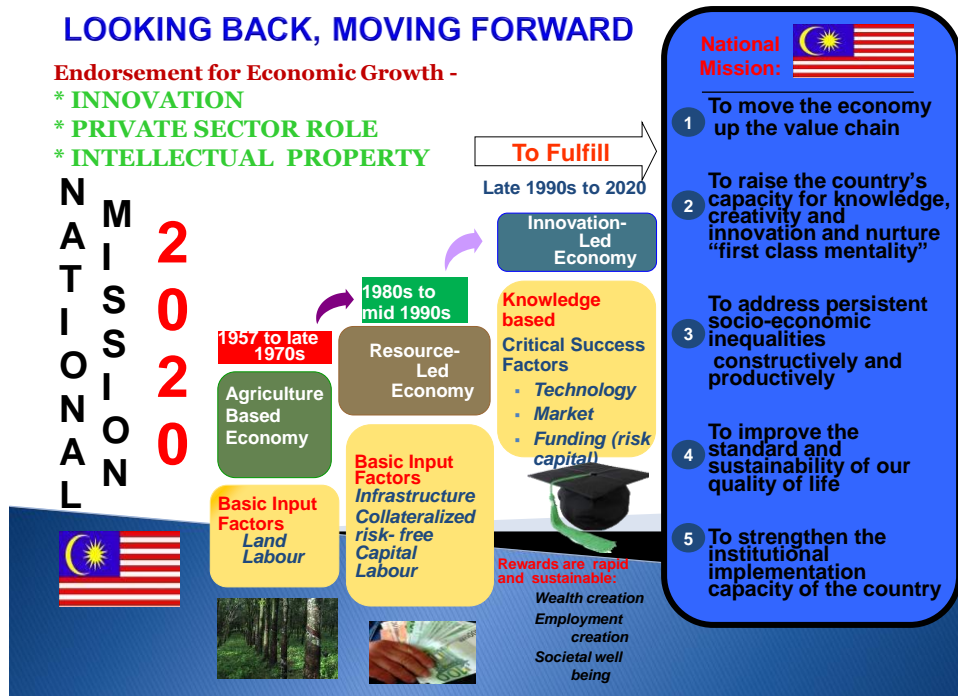 LOOKING BACK, MOVING FORWARD
Endorsement for Economic Growth -
* INNOVATION
* PRIVATE SECTOR ROLE
* INTELLECTUAL PROPERTY
NATIONAL
MISSION
2020
1957 to late
1970s
Agriculture
Based
Economy
Basic Input
Factors
Land
Labour
1980s to
mid 1990s
Resource-
Led
Economy
Basic Input
Factors
Infrastructure
Collateralized
risk- free
Capital
Labour
To Fulfill
Late 1990s to 2020
Innovation-
Led
Economy
Knowledge
based
Critical Success
Factors
▪ Technology
▪ Market
▪ Funding (risk
capital)
Rewards are rapid
and sustainable:
Wealth creation
Employment
creation
Societal well
being
National
Mission:
1 To move the economy
up the value chain
2 To raise the country's
capacity for knowledge,
creativity and
innovation and nurture
"first class mentality"
3 To address persistent
socio-economic
inequalities
constructively and
productively
4 To improve the
standard and
sustainability of our
quality of life
5 To strengthen the
institutional
implementation
capacity of the country